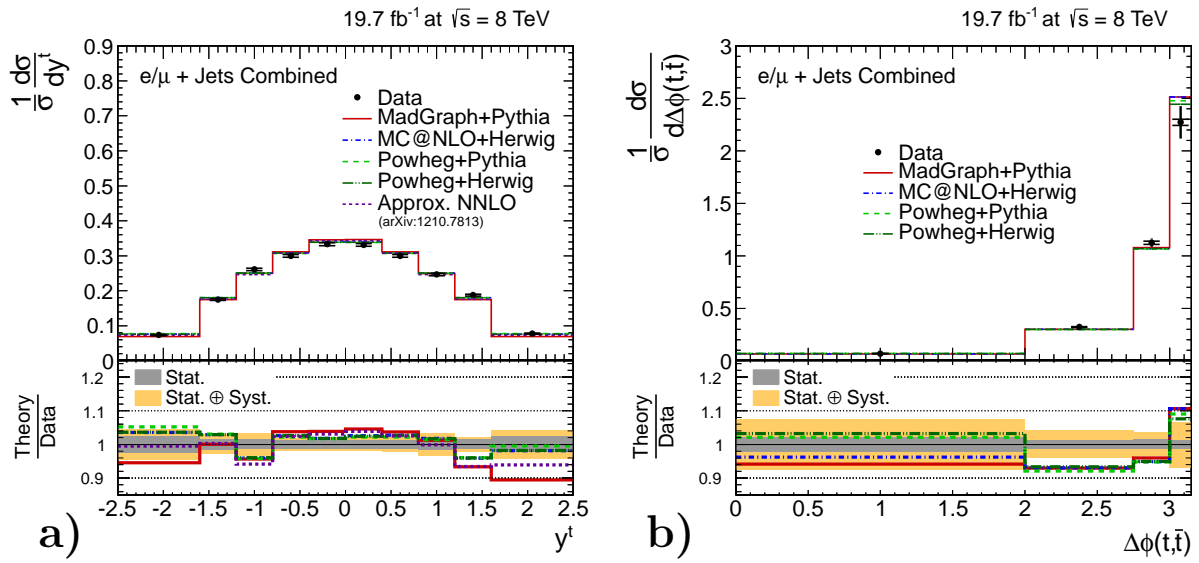 19.7 fb⁻¹ at √s = 8 TeV
1/σ dσ/dyᵗ
e/μ + Jets Combined
Data
MadGraph+Pythia
MC@NLO+Herwig
Powheg+Pythia
Powheg+Herwig
Approx. NNLO
(arXiv:1210.7813)
0.9
0.8
0.7
0.6
0.5
0.4
0.3
0.2
0.1
0
Theory/Data
Stat.
Stat. ⊕ Syst.
1.2
1.1
1
0.9
-2.5 -2 -1.5 -1 -0.5 0 0.5 1 1.5 2 2.5
yᵗ
a)
19.7 fb⁻¹ at √s = 8 TeV
1/σ dσ/dΔϕ(t,t̄)
e/μ + Jets Combined
Data
MadGraph+Pythia
MC@NLO+Herwig
Powheg+Pythia
Powheg+Herwig
3
2.5
2
1.5
1
0.5
0
Theory/Data
Stat.
Stat. ⊕ Syst.
1.2
1.1
1
0.9
0 0.5 1 1.5 2 2.5 3
Δϕ(t,t̄)
b)